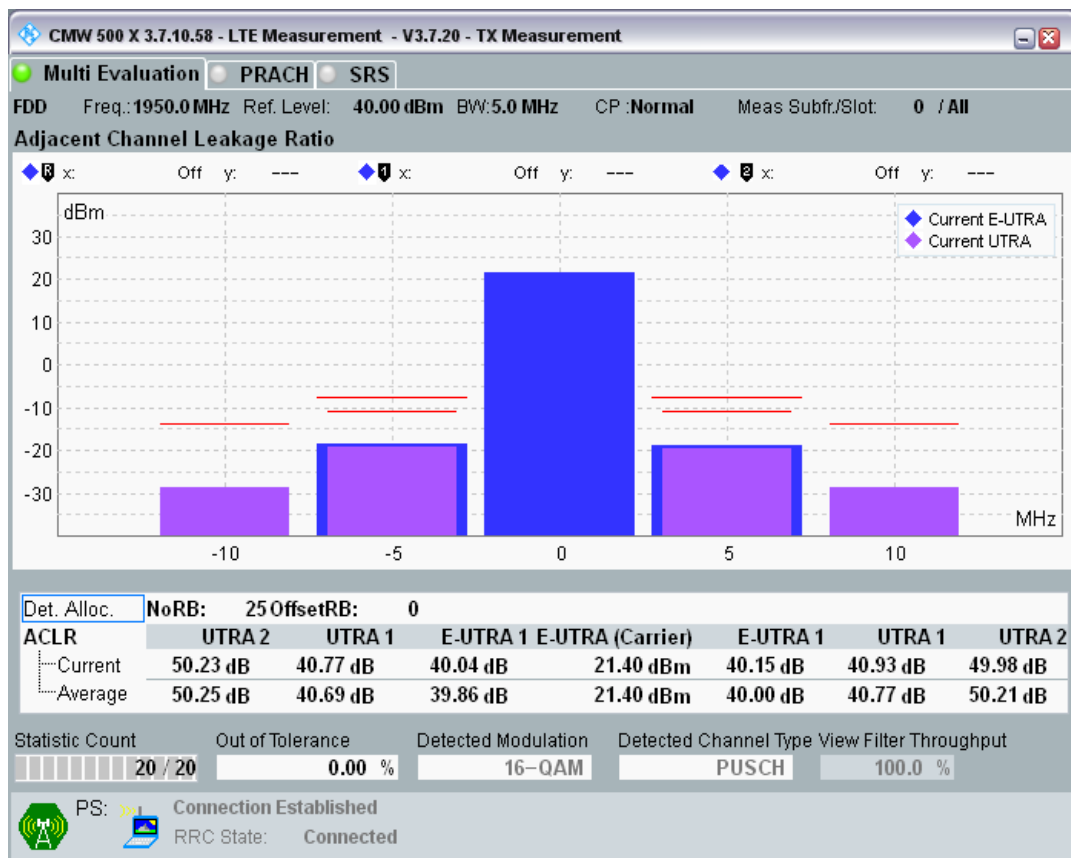 CMW 500 X 3.7.10.58 - LTE Measurement - V3.7.20 - TX Measurement
Multi Evaluation PRACH SRS
FDD Freq.: 1950.0 MHz Ref. Level: 40.00 dBm BW: 5.0 MHz CP : Normal Meas Subfr./Slot: 0 / All
Adjacent Channel Leakage Ratio
R x: Off y: --- 1 x: Off y: --- 2 x: Off y: ---
dBm
Current E-UTRA
Current UTRA
30
20
10
0
-10
-20
-30
MHz
-10 -5 0 5 10
Det. Alloc. NoRB: 25 OffsetRB: 0
ACLR UTRA 2 UTRA 1 E-UTRA 1 E-UTRA (Carrier) E-UTRA 1 UTRA 1 UTRA 2
Current 50.23 dB 40.77 dB 40.04 dB 21.40 dBm 40.15 dB 40.93 dB 49.98 dB
Average 50.25 dB 40.69 dB 39.86 dB 21.40 dBm 40.00 dB 40.77 dB 50.21 dB
Statistic Count Out of Tolerance Detected Modulation Detected Channel Type View Filter Throughput
20 / 20 0.00 % 16-QAM PUSCH 100.0 %
PS: Connection Established
RRC State: Connected